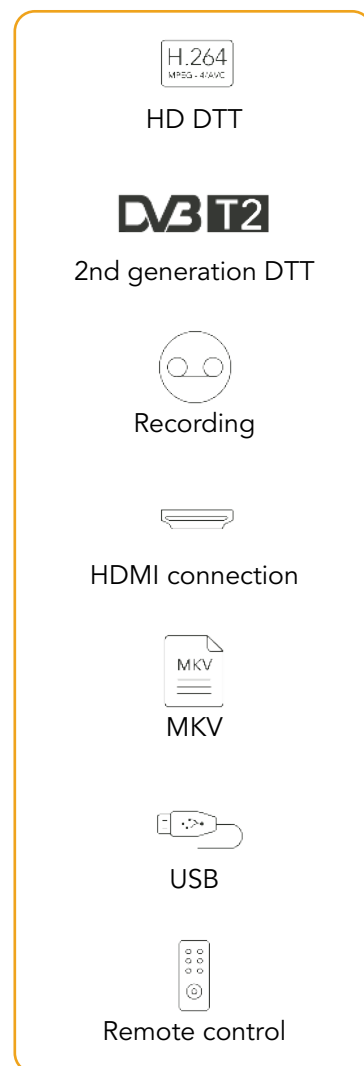 H.264
MPEG - 4/AVC
HD DTT
DVB T2
2nd generation DTT
Recording
HDMI connection
MKV
MKV
USB
Remote control